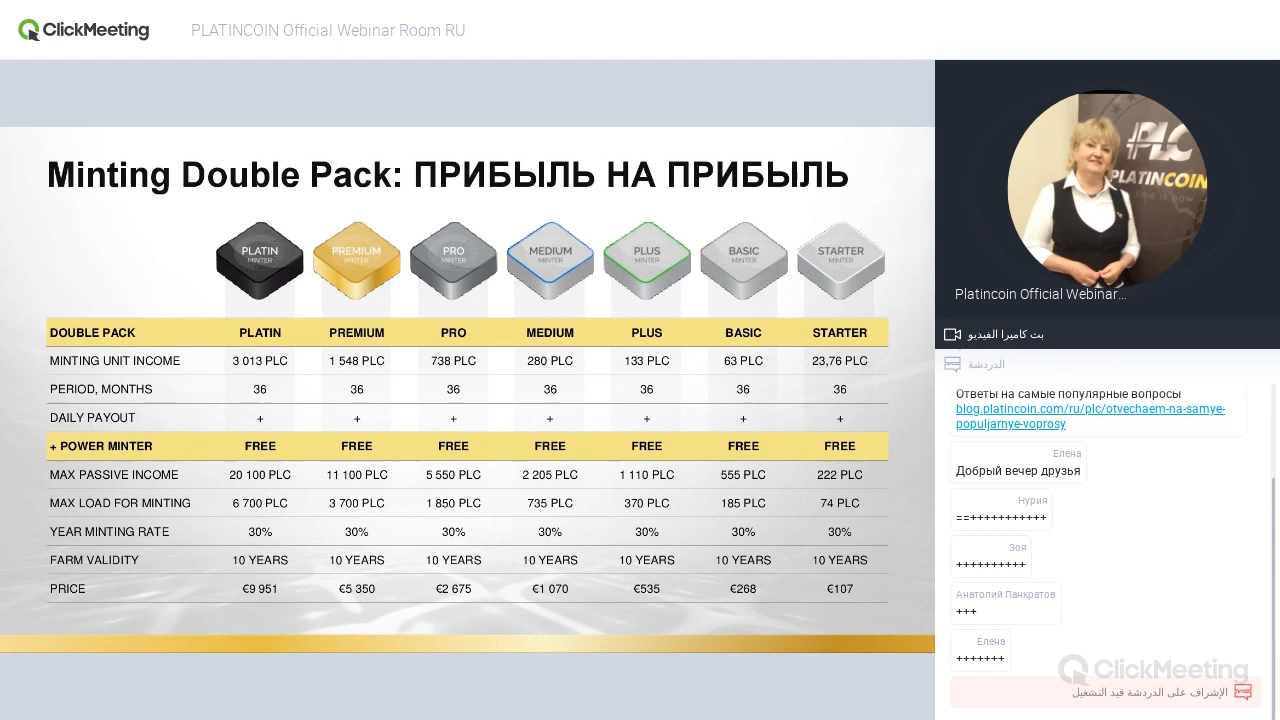 ClickMeeting
PLATINCOIN Official Webinar Room RU
Minting Double Pack: ПРИБЫЛЬ НА ПРИБЫЛЬ
PLATIN MINTER PREMIUM MINTER PRO MINTER MEDIUM MINTER PLUS MINTER BASIC MINTER STARTER MINTER
DOUBLE PACK PLATIN PREMIUM PRO MEDIUM PLUS BASIC STARTER
MINTING UNIT INCOME 3 013 PLC 1 548 PLC 738 PLC 280 PLC 133 PLC 63 PLC 23,76 PLC
PERIOD, MONTHS 36 36 36 36 36 36 36
DAILY PAYOUT + + + + + + +
+ POWER MINTER FREE FREE FREE FREE FREE FREE FREE
MAX PASSIVE INCOME 20 100 PLC 11 100 PLC 5 550 PLC 2 205 PLC 1 110 PLC 555 PLC 222 PLC
MAX LOAD FOR MINTING 6 700 PLC 3 700 PLC 1 850 PLC 735 PLC 370 PLC 185 PLC 74 PLC
YEAR MINTING RATE 30% 30% 30% 30% 30% 30% 30%
FARM VALIDITY 10 YEARS 10 YEARS 10 YEARS 10 YEARS 10 YEARS 10 YEARS 10 YEARS
PRICE €9 951 €5 350 €2 675 €1 070 €535 €268 €107
PLC
PLATINCOIN
time is now
Platincoin Official Webinar...
بث كاميرا الفيديو
الدردشة
Ответы на самые популярные вопросы
blog.platincoin.com/ru/plc/otvechaem-na-samye-
populjarnye-voprosy
Елена
Добрый вечер друзья
Нурия
==+++++++++++
Зоя
++++++++++
Анатолий Панкратов
+++
Елена
+++++++
ClickMeeting
الإشراف على الدردشة قيد التشغيل